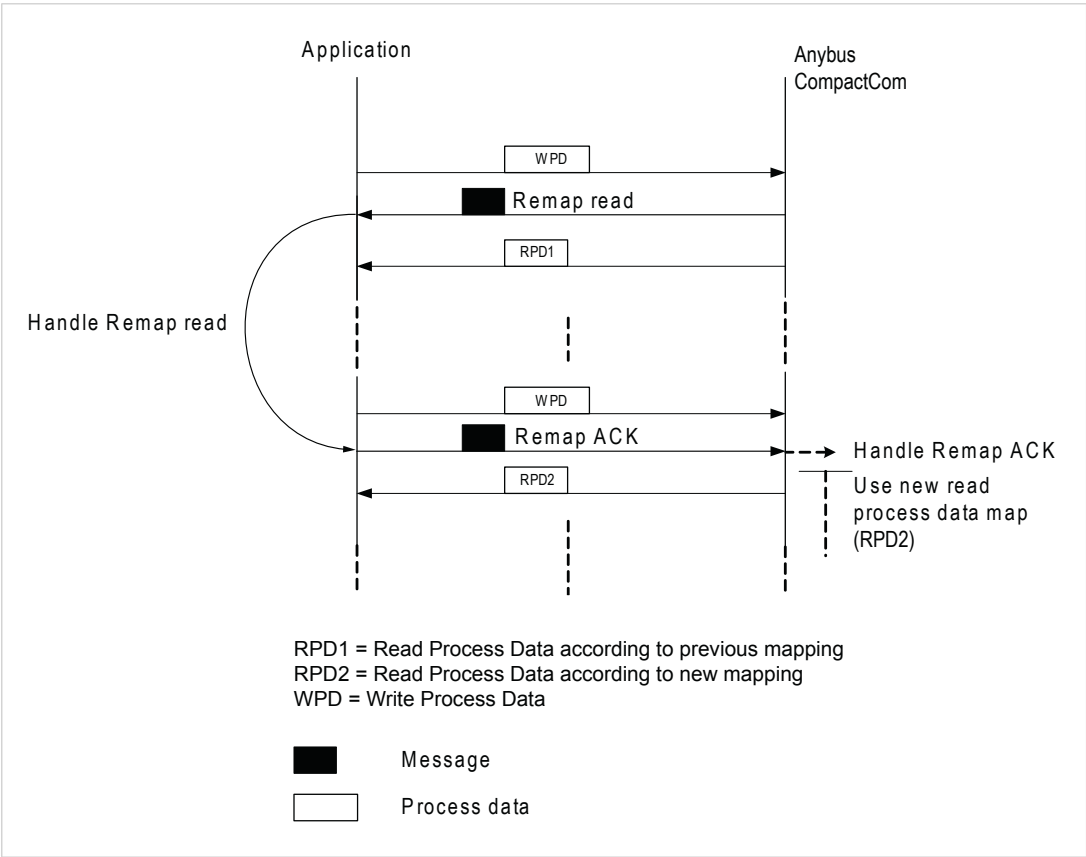 Application
Anybus
CompactCom
WPD
Remap read
RPD1
Handle Remap read
WPD
Remap ACK
Handle Remap ACK
RPD2
Use new read
process data map
(RPD2)
RPD1 = Read Process Data according to previous mapping
RPD2 = Read Process Data according to new mapping
WPD = Write Process Data
Message
Process data